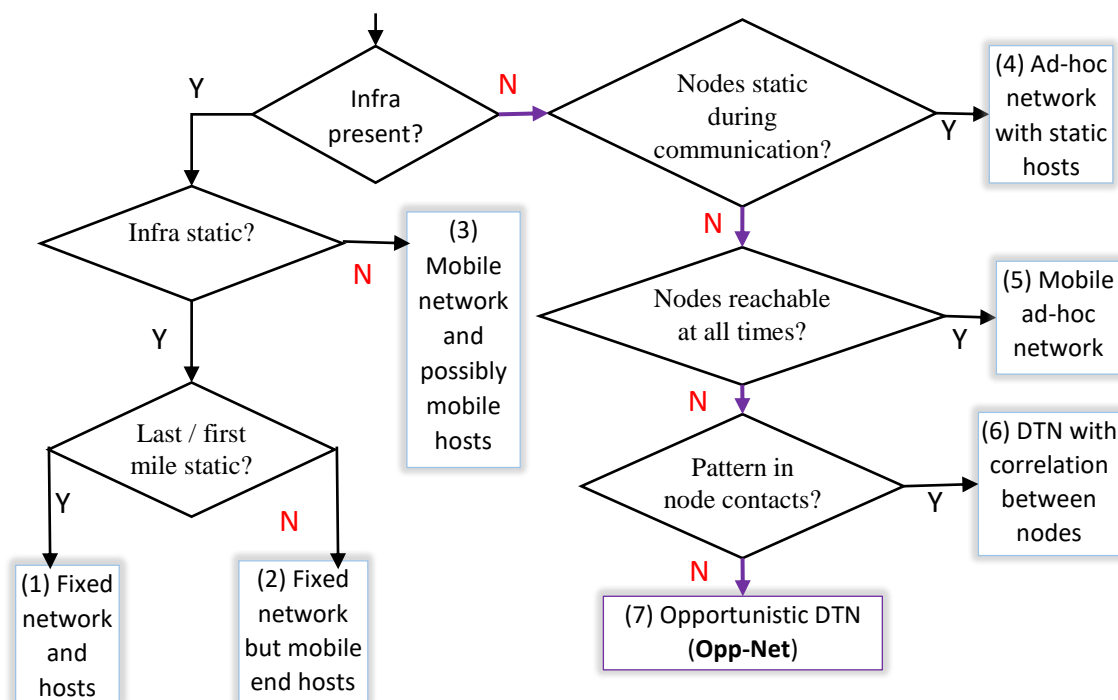 Y
Infra
present?
N
Nodes static
during
communication?
Y
(4) Ad-hoc
network
with static
hosts
Infra static?
N
(3)
Mobile
network
and
possibly
mobile
hosts
N
Nodes reachable
at all times?
Y
(5) Mobile
ad-hoc
network
Y
Last / first
mile static?
Y
N
N
Pattern in
node contacts?
Y
(6) DTN with
correlation
between
nodes
(1) Fixed
network
and
hosts
(2) Fixed
network
but mobile
end hosts
N
(7) Opportunistic DTN
(Opp-Net)